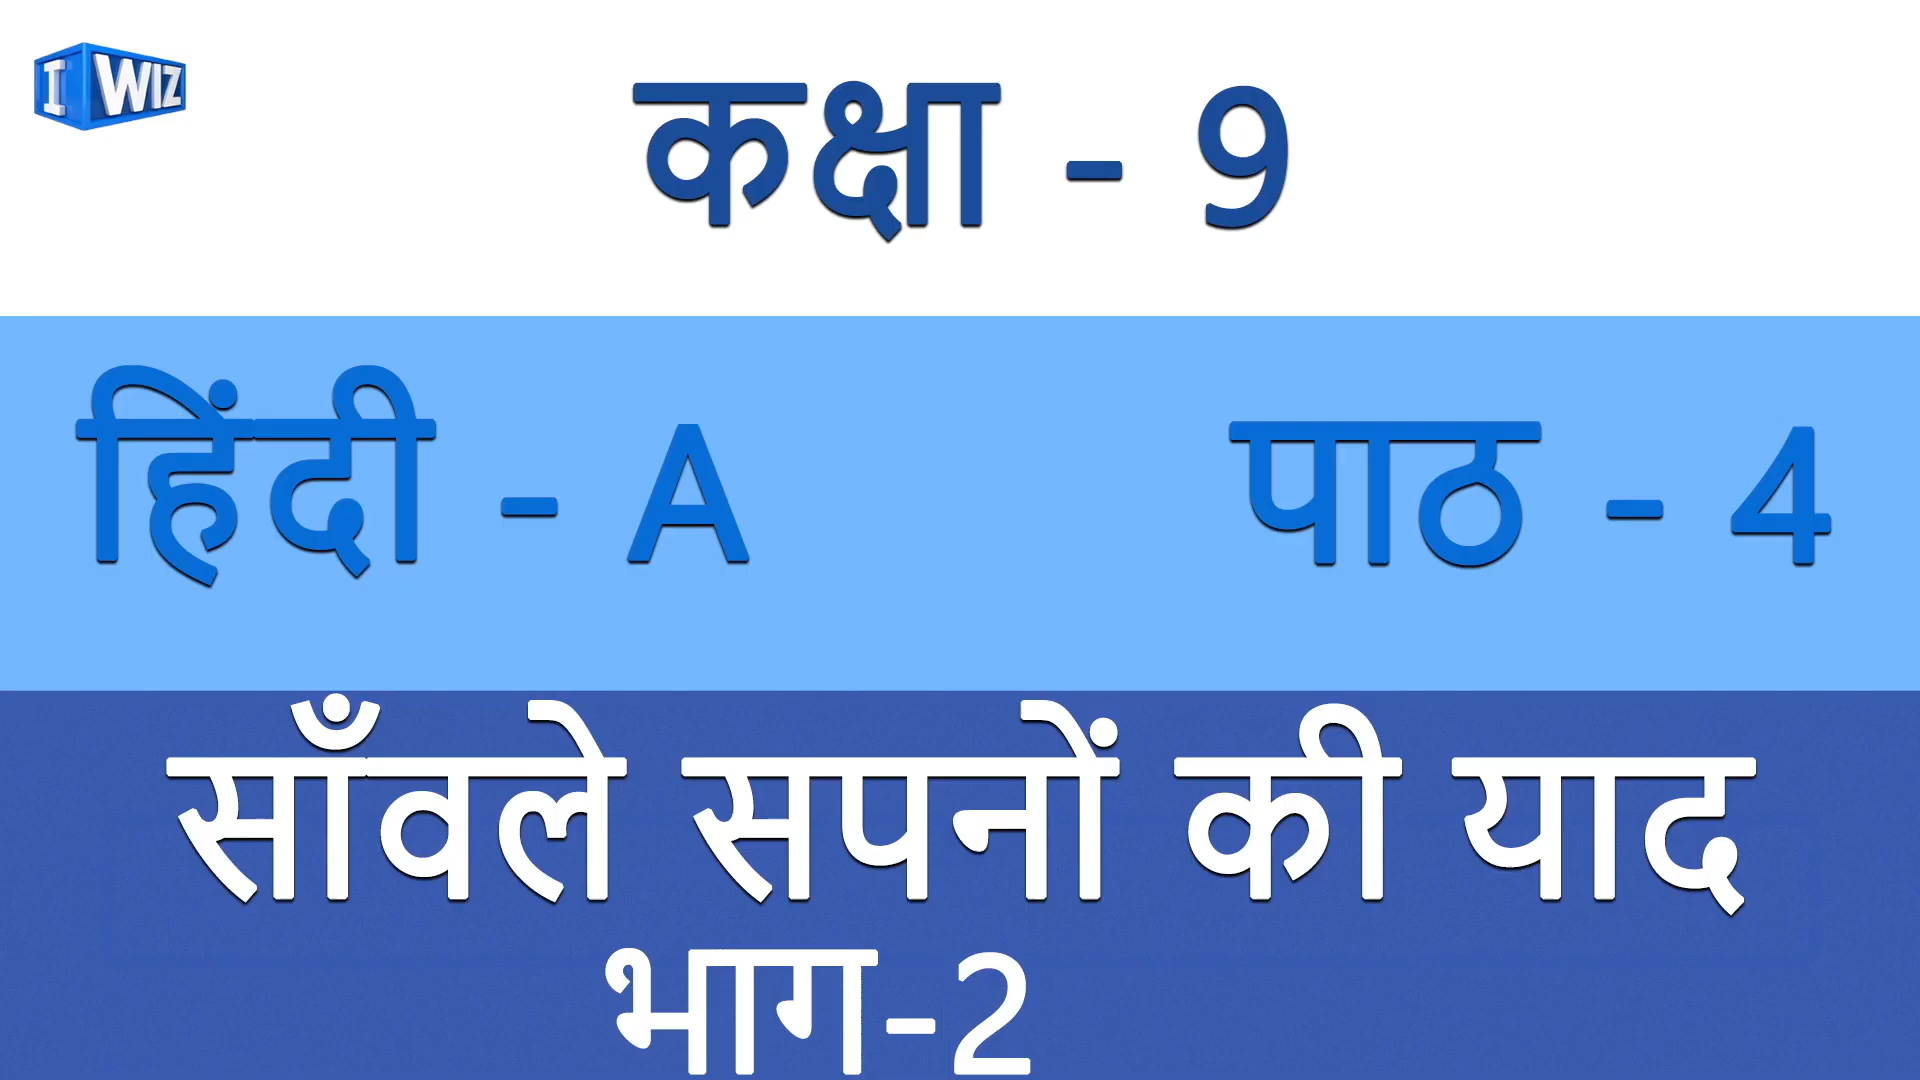 I WIZ
कक्षा - 9
हिंदी - A
पाठ - 4
साँवले सपनों की याद
भाग-2